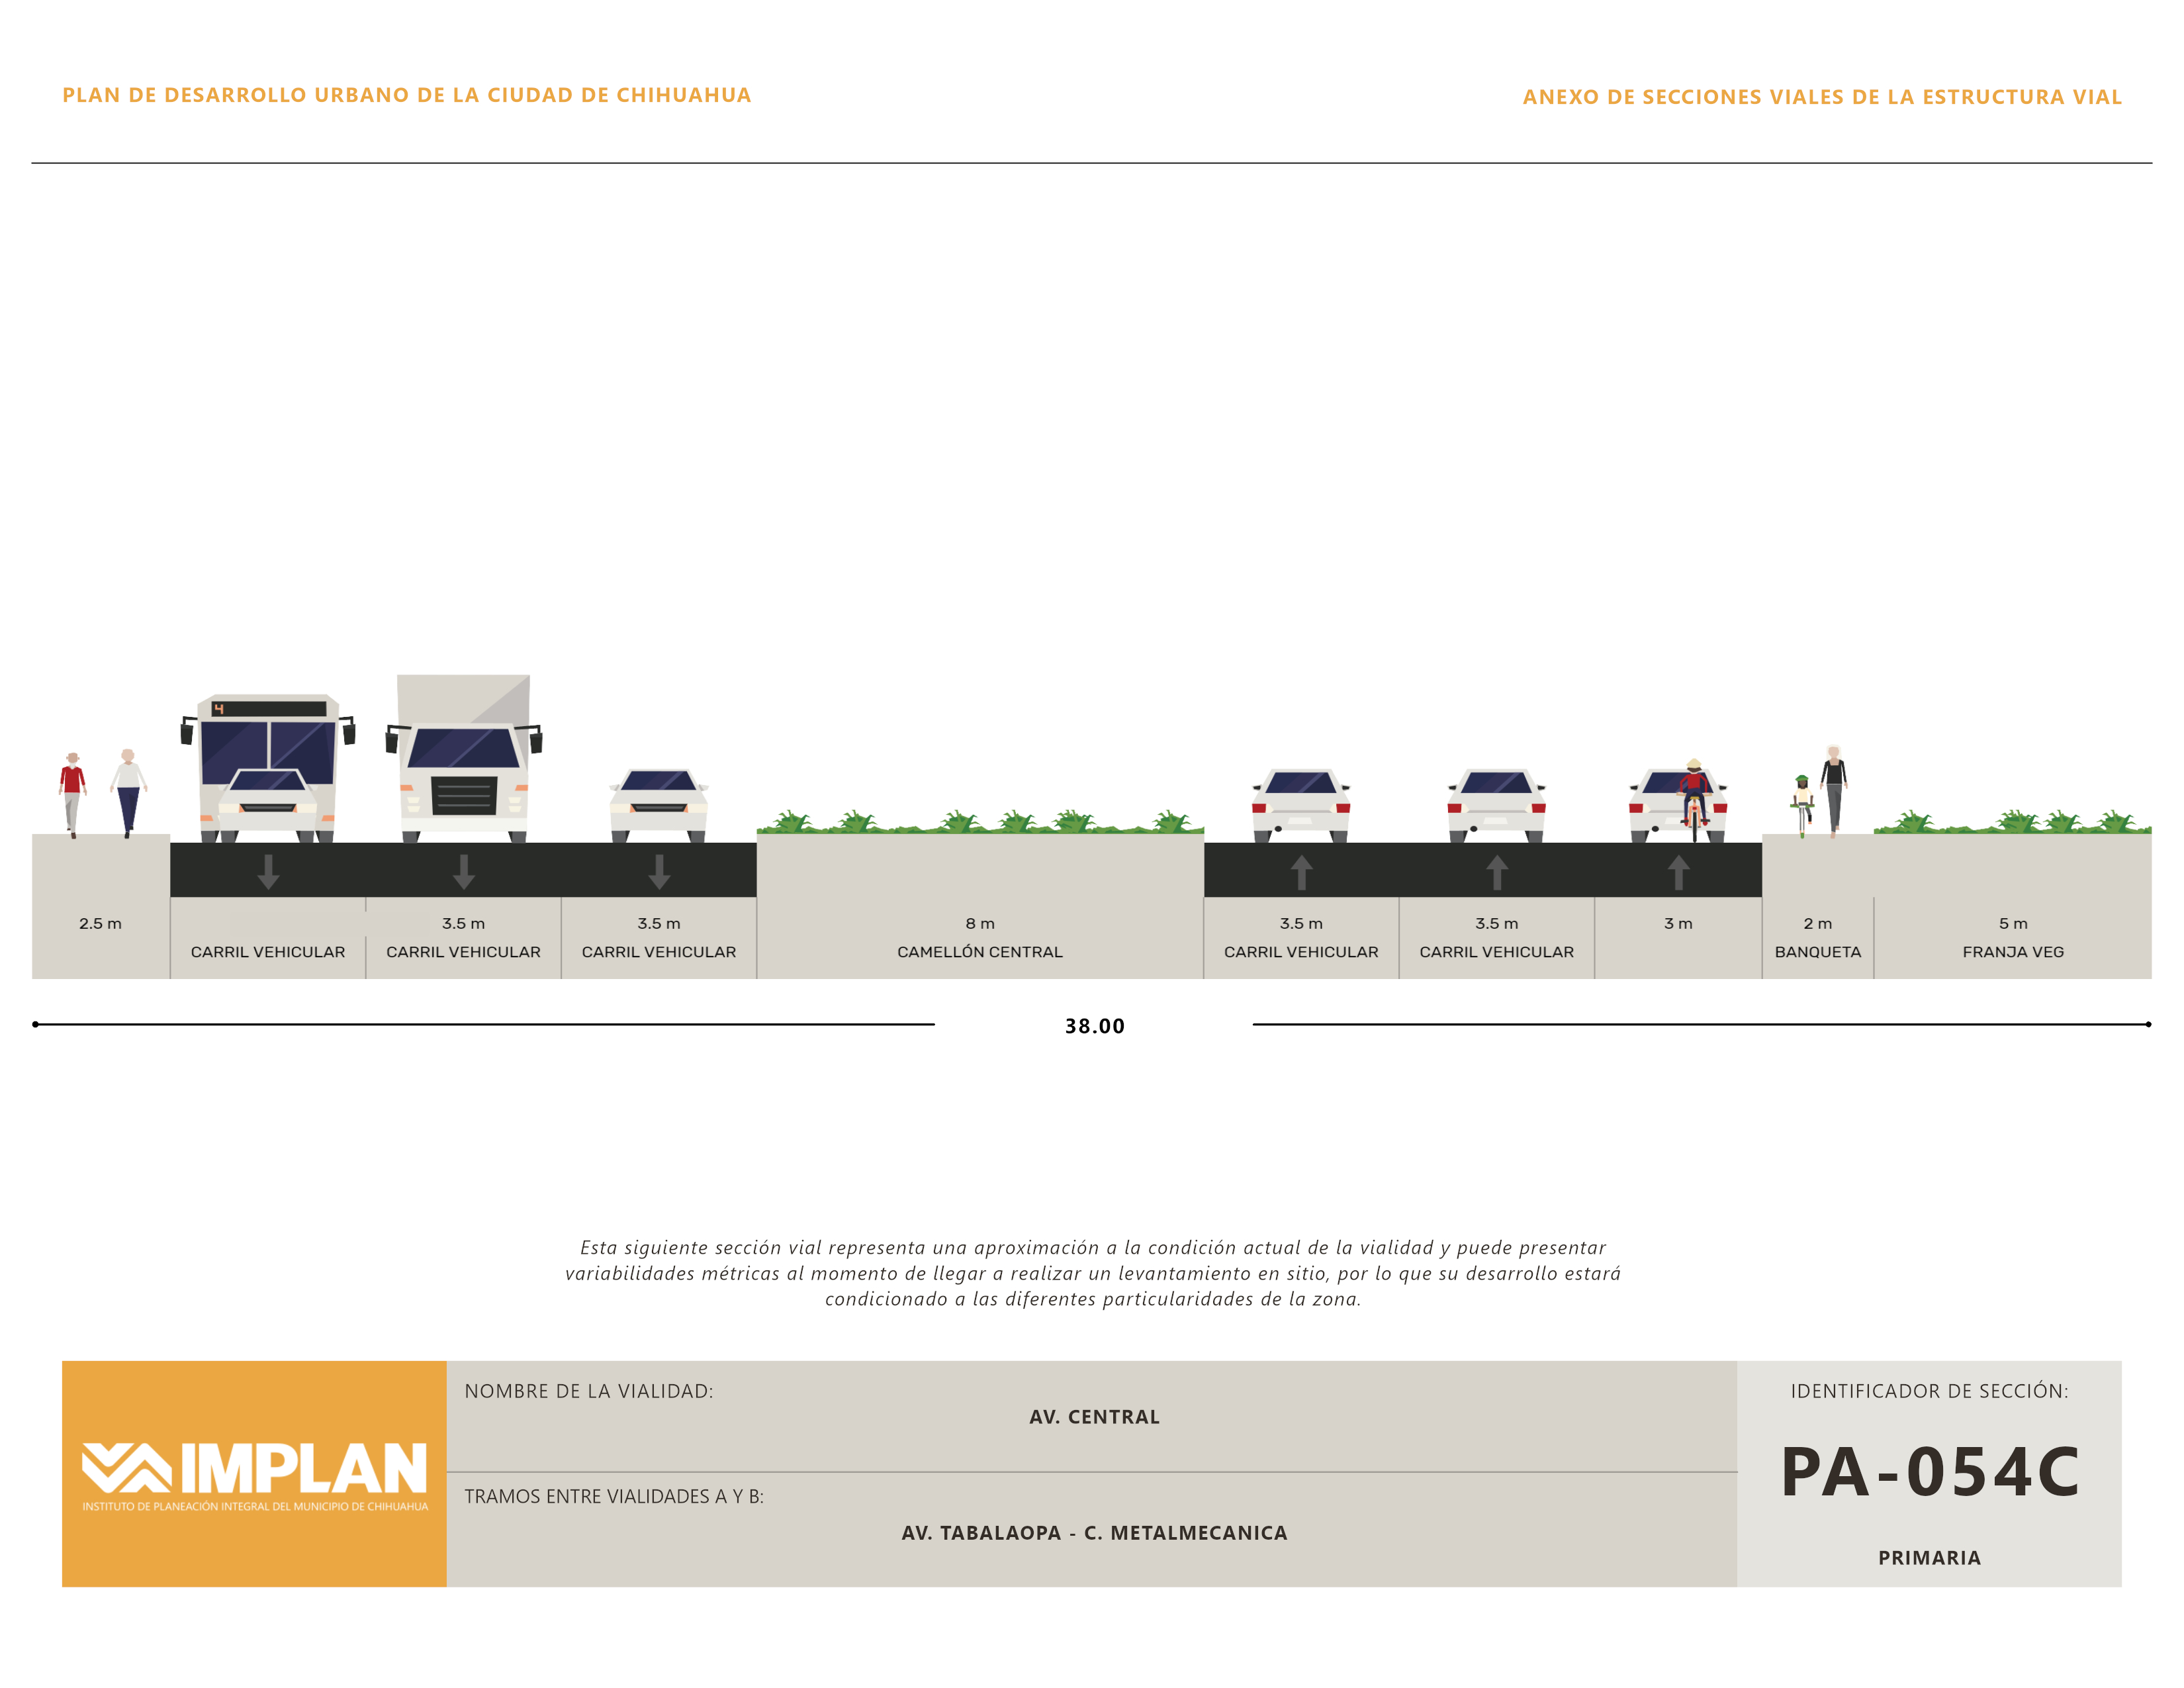 PLAN DE DESARROLLO URBANO DE LA CIUDAD DE CHIHUAHUA
ANEXO DE SECCIONES VIALES DE LA ESTRUCTURA VIAL
4
2.5 m
CARRIL VEHICULAR
3.5 m
CARRIL VEHICULAR
3.5 m
CARRIL VEHICULAR
8 m
CAMELLÓN CENTRAL
3.5 m
CARRIL VEHICULAR
3.5 m
CARRIL VEHICULAR
3 m
2 m
BANQUETA
5 m
FRANJA VEG
38.00
Esta siguiente sección vial representa una aproximación a la condición actual de la vialidad y puede presentar
variabilidades métricas al momento de llegar a realizar un levantamiento en sitio, por lo que su desarrollo estará
condicionado a las diferentes particularidades de la zona.
IMPLAN
INSTITUTO DE PLANEACIÓN INTEGRAL DEL MUNICIPIO DE CHIHUAHUA
NOMBRE DE LA VIALIDAD:
AV. CENTRAL
TRAMOS ENTRE VIALIDADES A Y B:
AV. TABALAOPA - C. METALMECANICA
IDENTIFICADOR DE SECCIÓN:
PA-054C
PRIMARIA